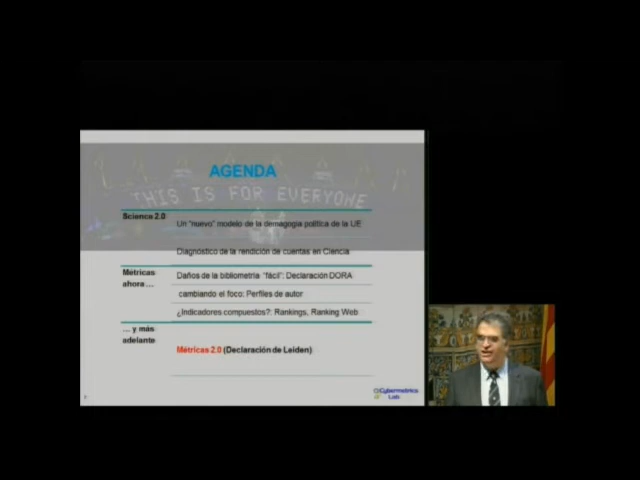 AGENDA
THIS IS FOR EVERYONE
Science 2.0
Un "nuevo" modelo de la demagogia política de la UE
Diagnóstico de la rendición de cuentas en Ciencia
Métricas
ahora ...
Daños de la bibliometría "fácil": Declaración DORA
cambiando el foco: Perfiles de autor
¿Indicadores compuestos?: Rankings, Ranking Web
... y más
adelante
Métricas 2.0 (Declaración de Leiden)
Cybermetrics
Lab